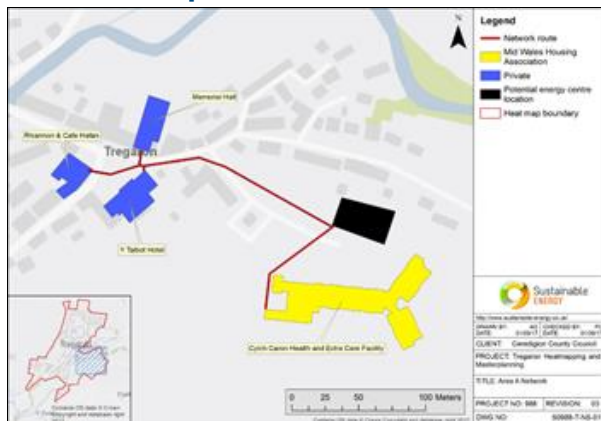 Legend
Network route
Mid Wales Housing
Association
Private
Potential energy centre
location
Heat map boundary
N
Memorial Hall
Rhiannon & Cafe Hafan
Tregaron
Y Talbot Hotel
Cylch Caron Health and Extra Care Facility
0 25 50 100 Meters
Sustainable
ENERGY
CLIENT: Ceredigion County Council
PROJECT: Tregaron Heatmapping and
Masterplanning
TITLE: Area A Network
PROJECT NO: 988
REVISION: 03